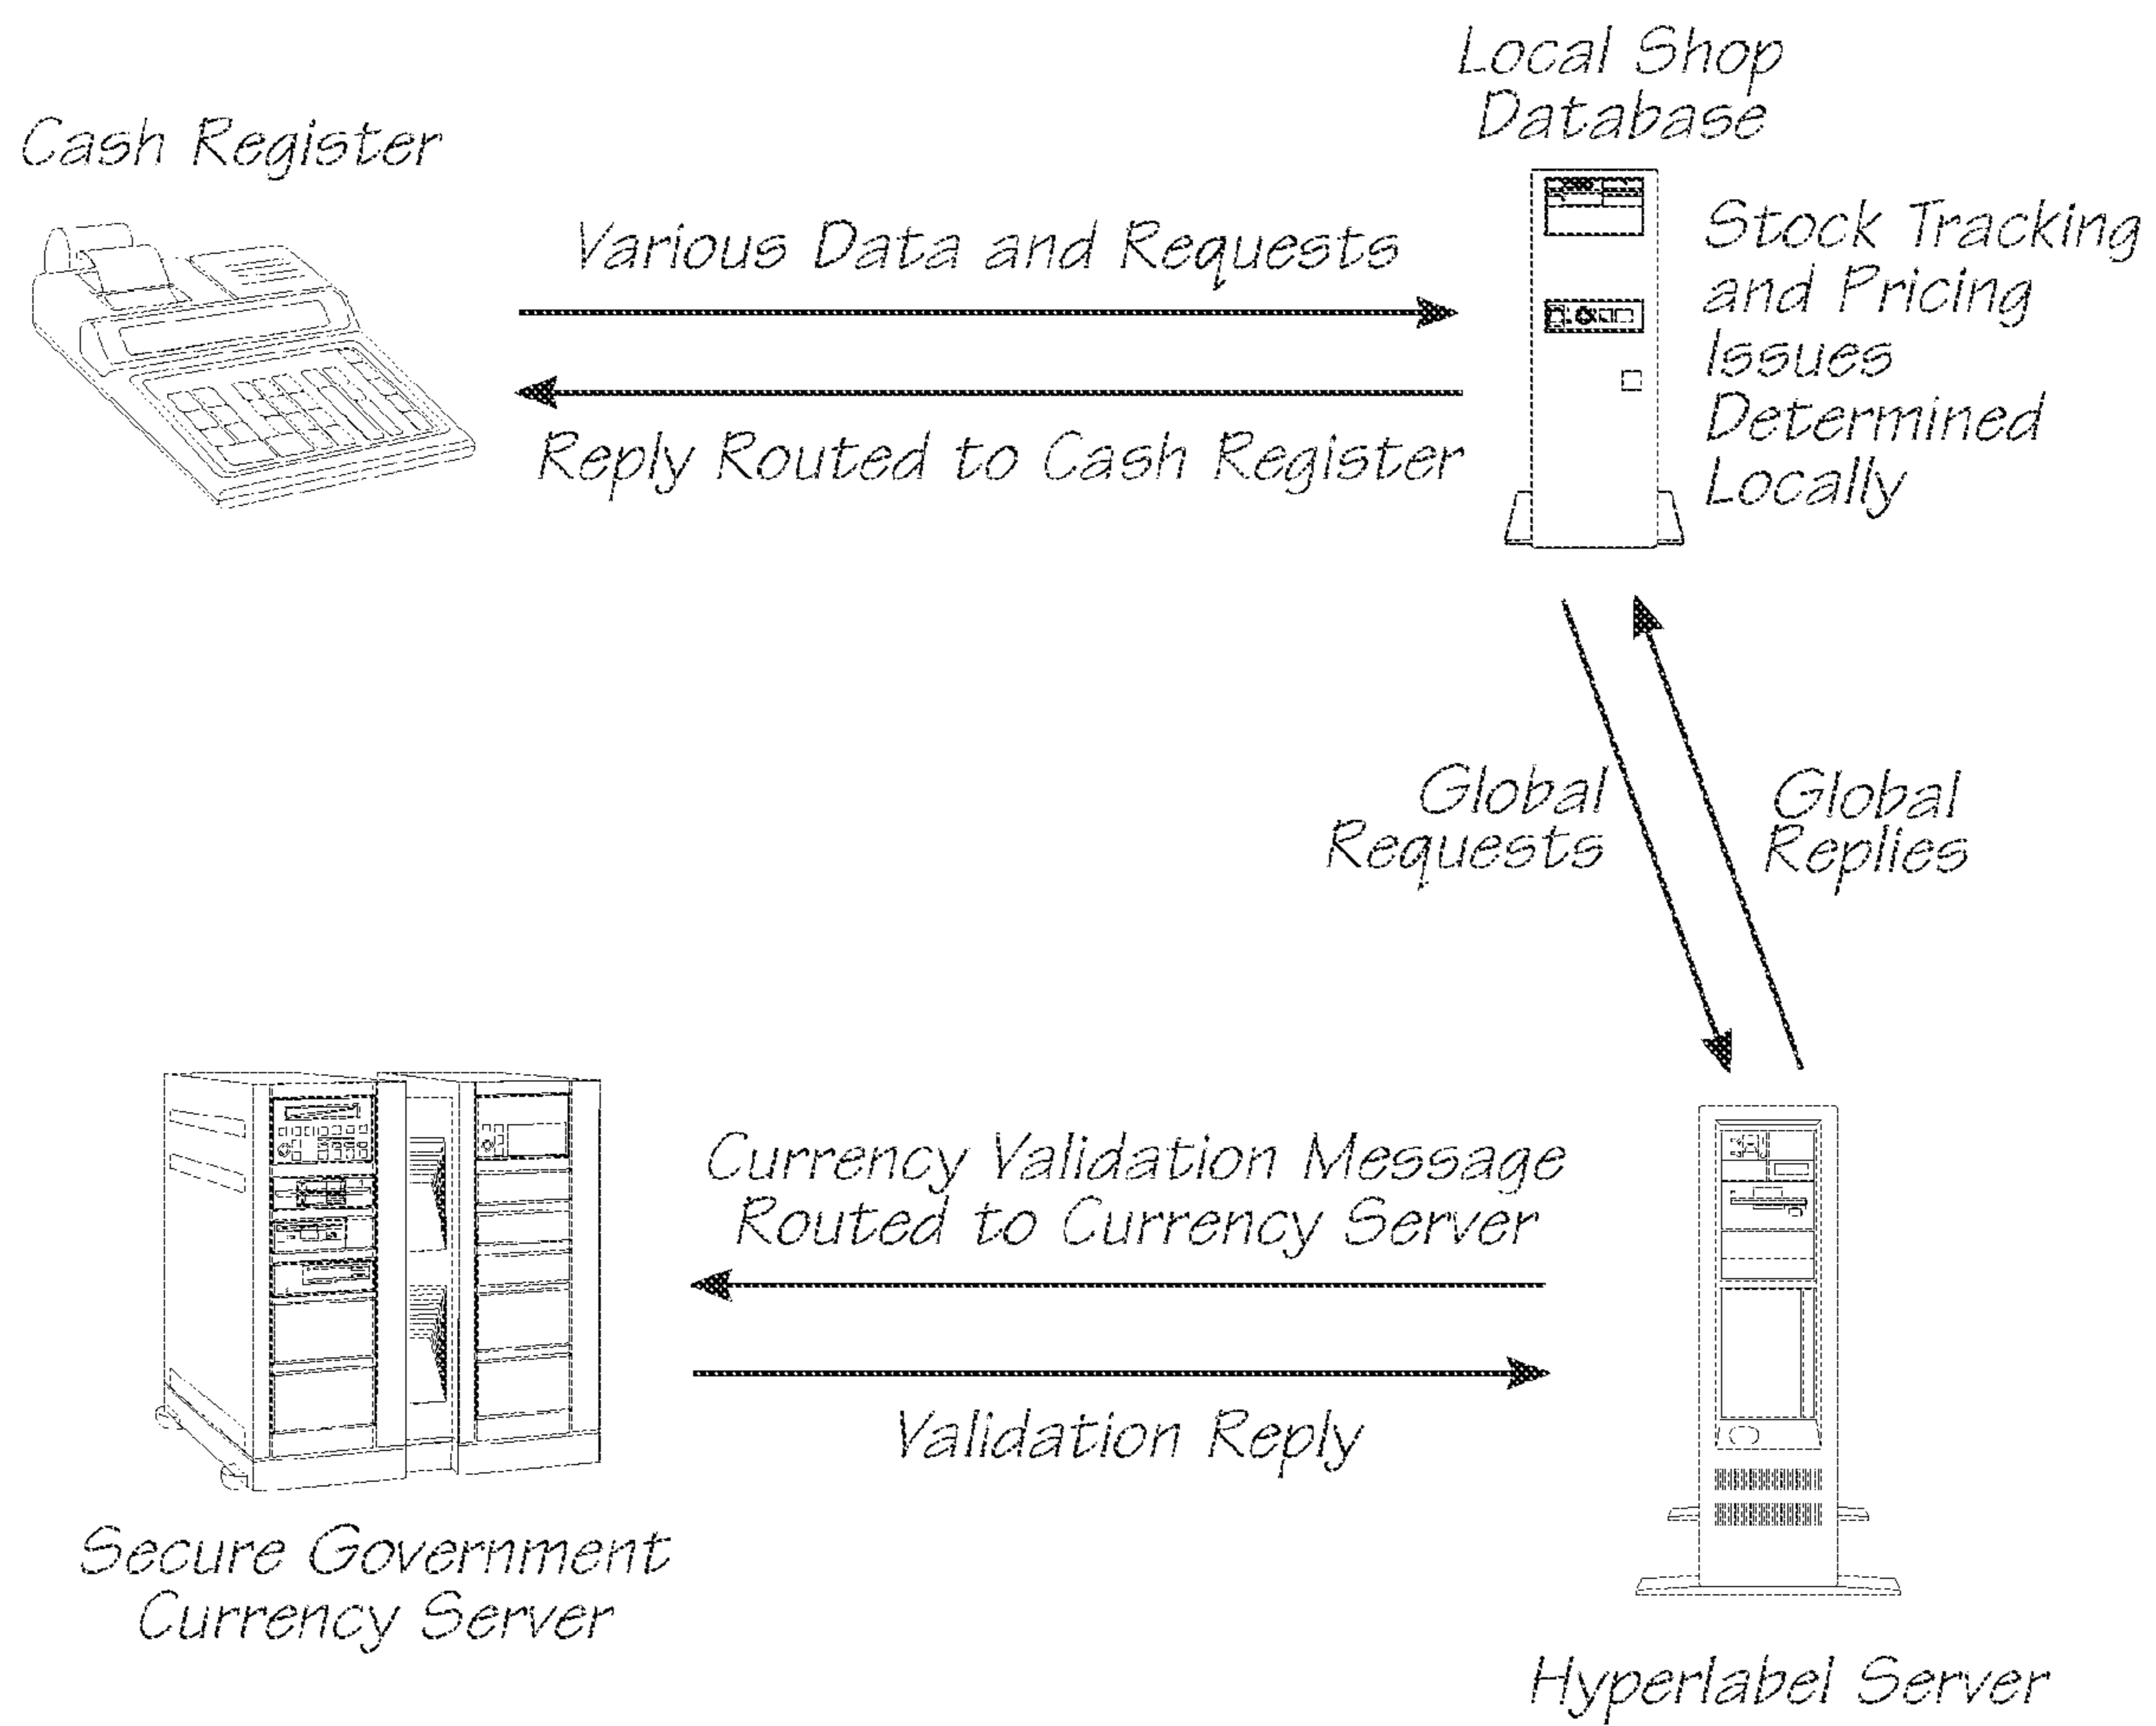 Cash Register
Local Shop
Database
Various Data and Requests
Reply Routed to Cash Register
Stock Tracking
and Pricing
Issues
Determined
Locally
Global
Requests
Global
Replies
Currency Validation Message
Routed to Currency Server
Validation Reply
Secure Government
Currency Server
Hyperlabel Server